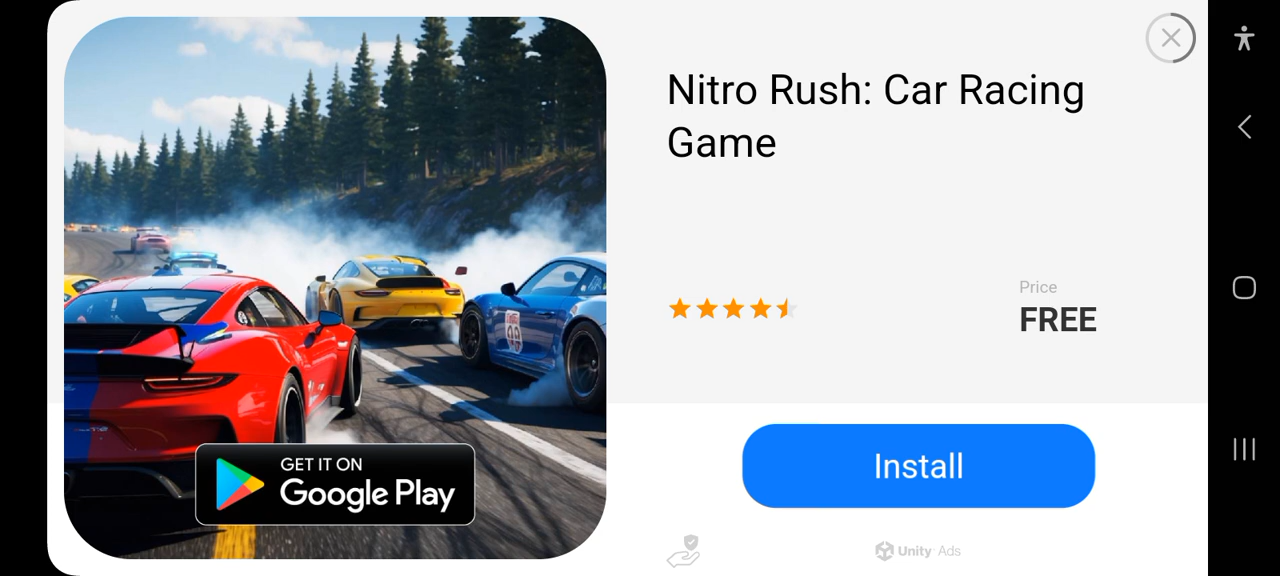 Nitro Rush: Car Racing
Game
Price
FREE
GET IT ON
Google Play
Install
Unity Ads